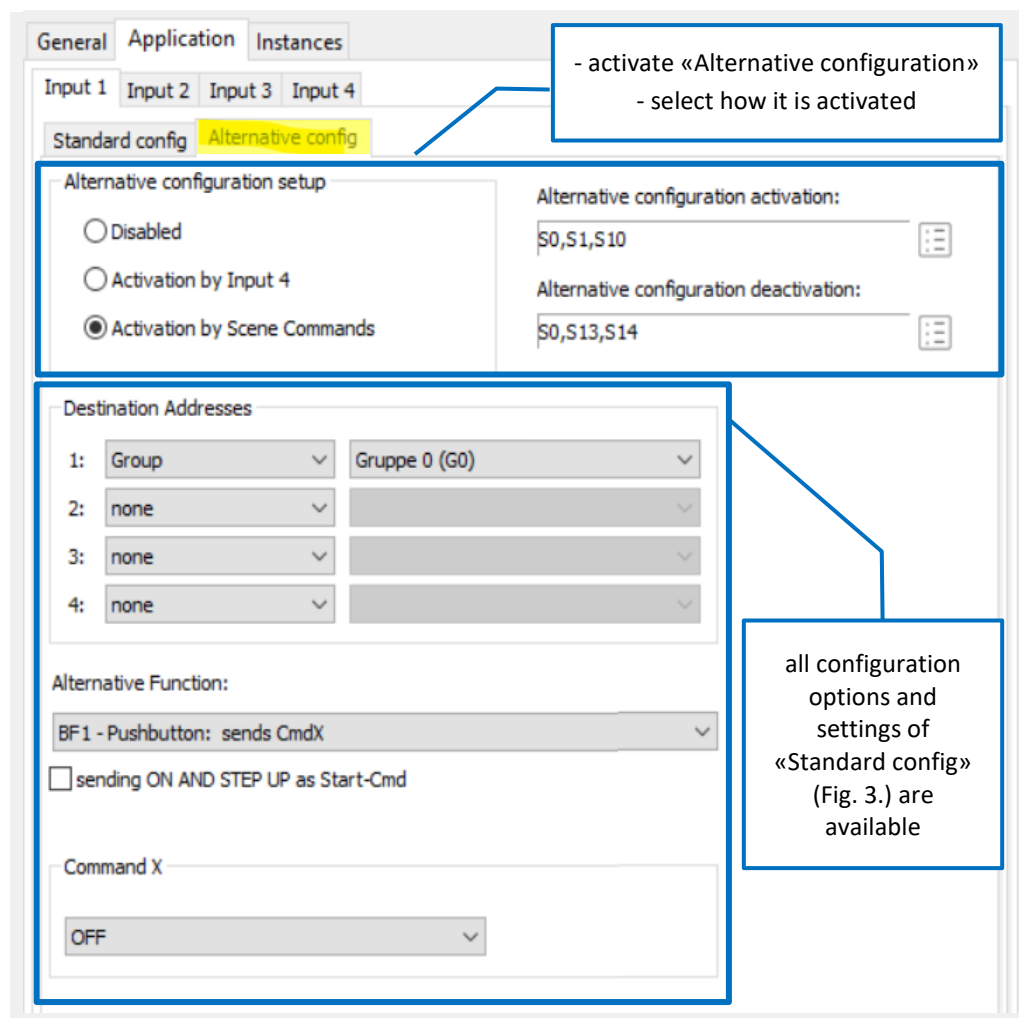 General Application Instances
- activate «Alternative configuration»
- select how it is activated
Input 1 Input 2 Input 3 Input 4
Standard config Alternative config
Alternative configuration setup
Disabled
Activation by Input 4
Activation by Scene Commands
Alternative configuration activation:
S0,S1,S10
Alternative configuration deactivation:
S0,S13,S14
Destination Addresses
1: Group Gruppe 0 (G0)
2: none
3: none
4: none
Alternative Function:
BF1 - Pushbutton: sends CmdX
sending ON AND STEP UP as Start-Cmd
Command X
OFF
all configuration
options and
settings of
«Standard config»
(Fig. 3.) are
available